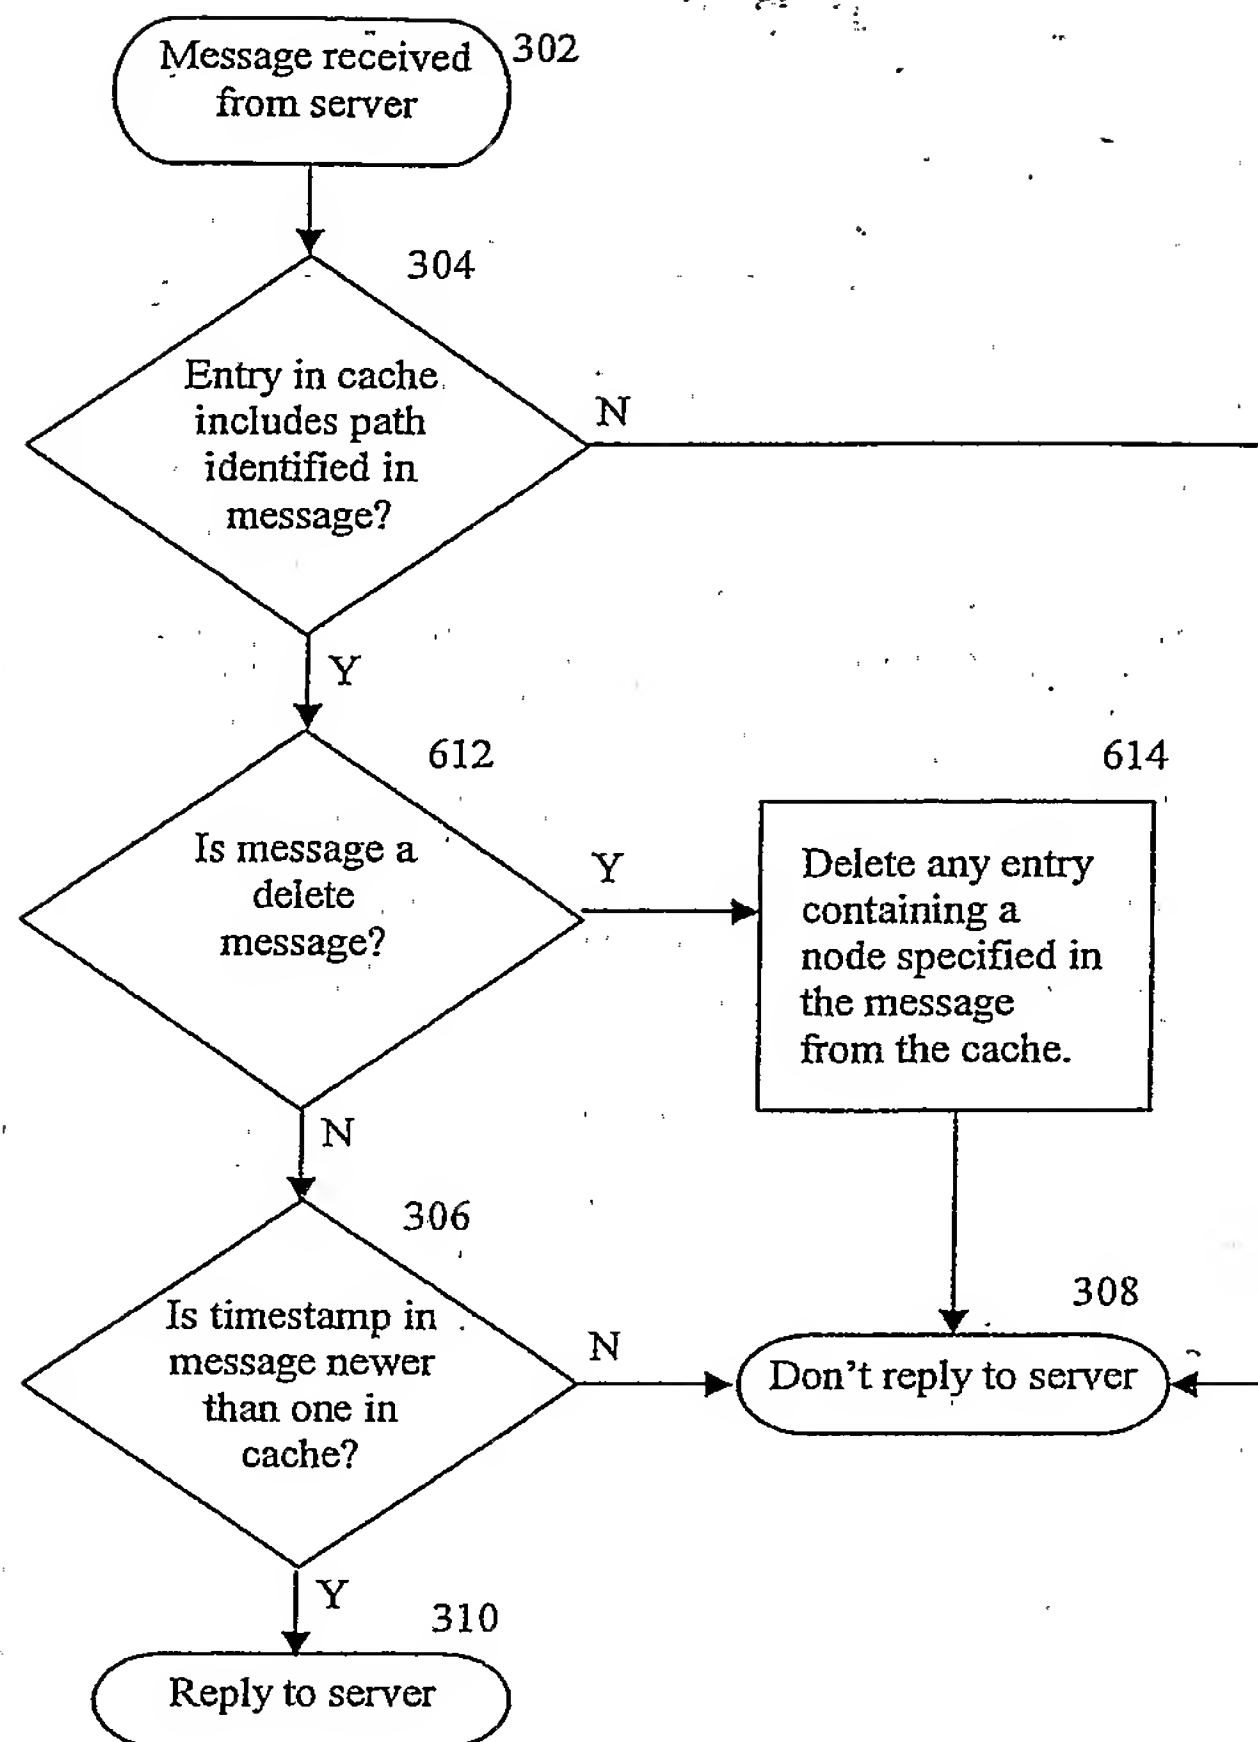 Message received
from server
302
304
Entry in cache
includes path
identified in
message?
N
Y
612
Is message a
delete
message?
Y
614
Delete any entry
containing a
node specified in
the message
from the cache.
N
306
Is timestamp in
message newer
than one in
cache?
N
308
Don't reply to server
Y
310
Reply to server